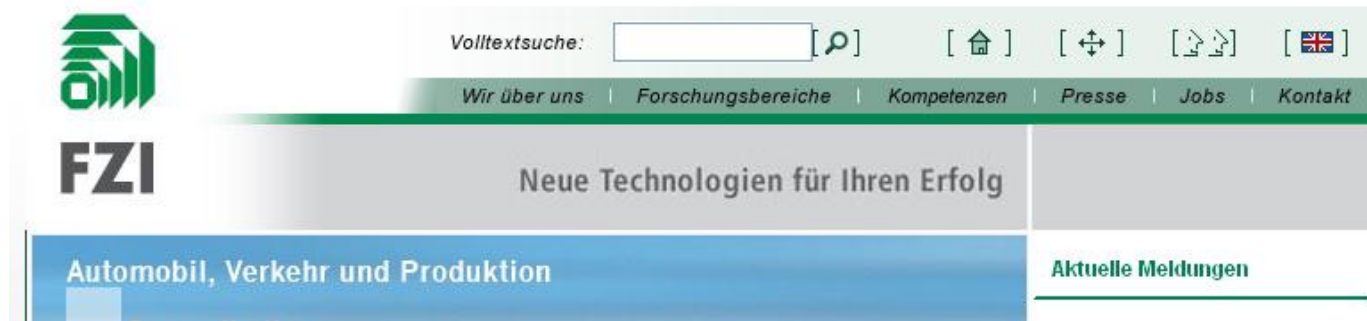 Volltextsuche:
Wir über uns Forschungsbereiche Kompetenzen Presse Jobs Kontakt
FZI
Neue Technologien für Ihren Erfolg
Automobil, Verkehr und Produktion
Aktuelle Meldungen